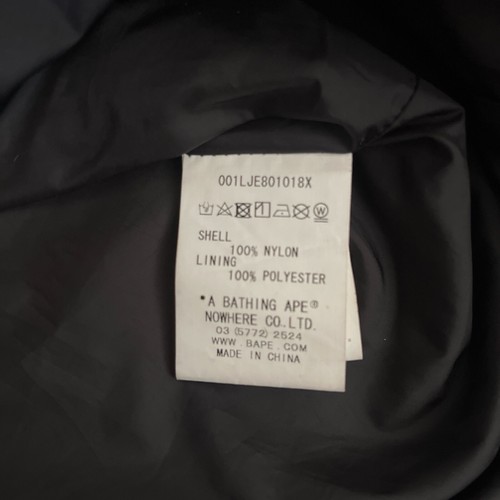 001LJE801018X
SHELL
100% NYLON
LINING
100% POLYESTER
*A BATHING APE®
NOWHERE CO.LTD.
03(5772)2524
WWW.BAPE.COM
MADE IN CHINA